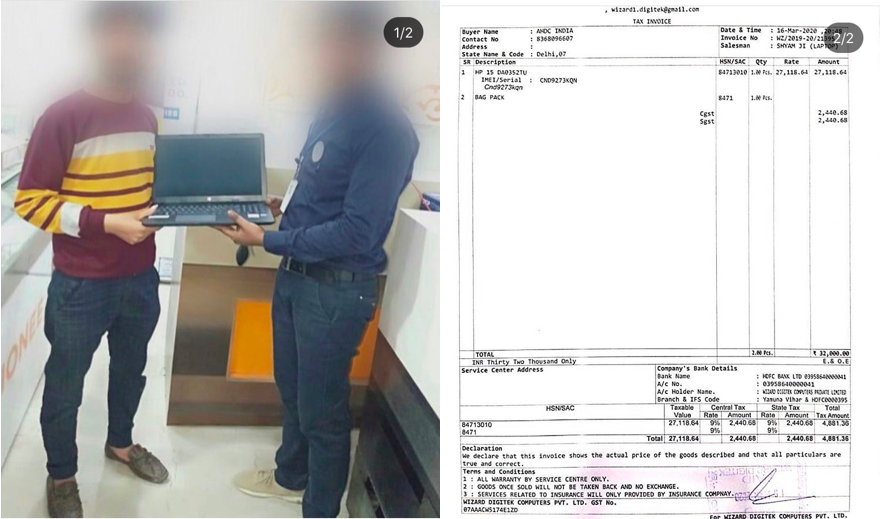 1/2
2/2
, wizard1.digitek@gmail.com
TAX INVOICE
Buyer Name : AHDC INDIA
Contact No : 8368096607
Address :
State Name & Code : Delhi,07
Date & Time : 16-Mar-2020
Invoice No : WZ/2019-20/
Salesman : SHYAM JI (LAPTOP)
SR Description HSN/SAC Qty Rate Amount
1 HP 15 DA0352TU 84713010 1.00 Pcs. 27,118.64 27,118.64
IMEI/Serial : CND9273KQN
Cnd9273kqn
2 BAG PACK 8471 1.00 Pcs.
Cgst 2,440.68
Sgst 2,440.68
TOTAL 2.00 Pcs. ₹ 32,000.00
INR Thirty Two Thousand Only E.& O.E
Service Center Address
Company's Bank Details
Bank Name : HDFC BANK LTD 03958640000041
A/c No. : 03958640000041
A/c Holder Name. : WIZARD DIGITEK COMPUTERS PRIVATE LIMITED
Branch & IFS Code : Yamuna Vihar & HDFC0000395
HSN/SAC Taxable Value Central Tax Rate Amount State Tax Rate Amount Total Tax Amount
84713010 27,118.64 9% 2,440.68 9% 2,440.68 4,881.36
8471 9% 9%
Total 27,118.64 2,440.68 2,440.68 4,881.36
Declaration
We declare that this invoice shows the actual price of the goods described and that all particulars are
true and correct.
Terms and Conditions
1 : ALL WARRANTY BY SERVICE CENTRE ONLY.
2 : GOODS ONCE SOLD WILL NOT BE TAKEN BACK AND NO EXCHANGE.
3 : SERVICES RELATED TO INSURANCE WILL ONLY PROVIDED BY INSURANCE COMPNAY.
WIZARD DIGITEK COMPUTERS PVT. LTD. GST No.
07AAACW5174E1ZD
For WIZARD DIGITEK COMPUTERS PVT. LTD.